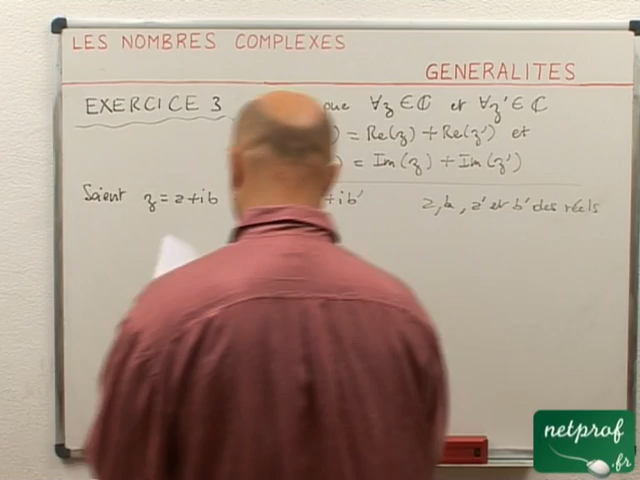 LES NOMBRES COMPLEXES
GENERALITES
EXERCICE 3 que ∀z ∈ ℂ et ∀z' ∈ ℂ
) = Re(z) + Re(z') et
) = Im(z) + Im(z')
Soient z = a+ib +ib' a, b, a' et b' des réels
netprof
.fr